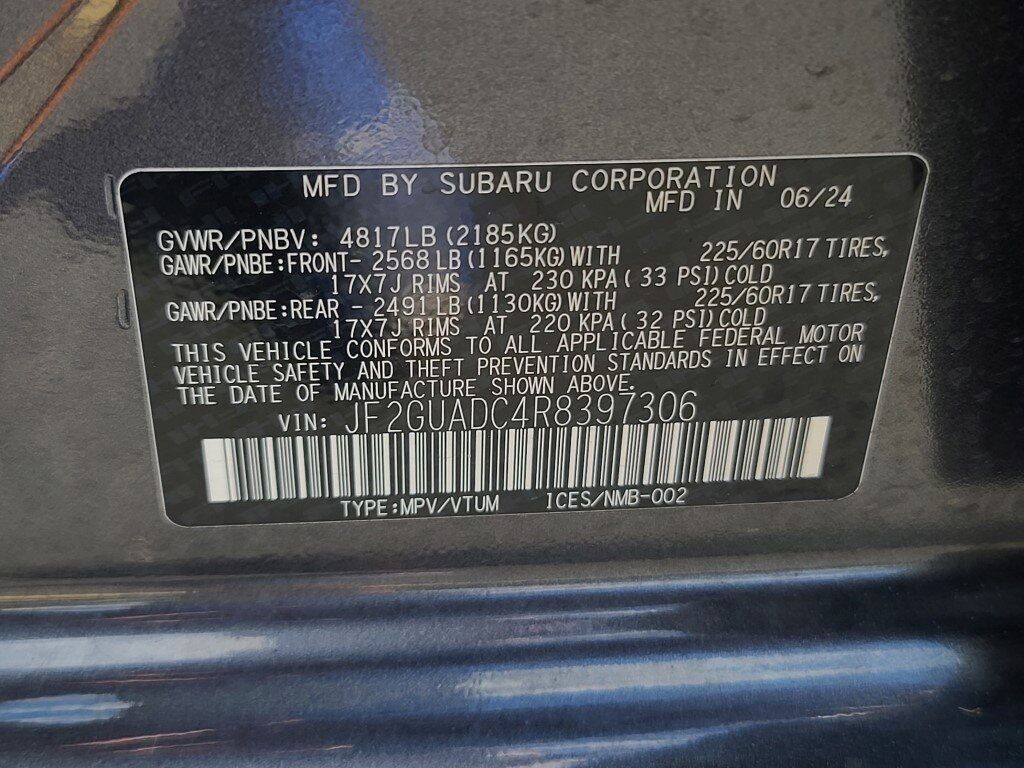 MFD BY SUBARU CORPORATION
MFD IN 06/24
GVWR/PNBV: 4817LB (2185KG)
GAWR/PNBE:FRONT- 2568 LB (1165KG) WITH 225/60R17 TIRES,
17X7J RIMS AT 230 KPA ( 33 PSI) COLD
GAWR/PNBE:REAR - 2491 LB (1130KG) WITH 225/60R17 TIRES,
17X7J RIMS AT 220 KPA ( 32 PSI) COLD
THIS VEHICLE CONFORMS TO ALL APPLICABLE FEDERAL MOTOR
VEHICLE SAFETY AND THEFT PREVENTION STANDARDS IN EFFECT ON
THE DATE OF MANUFACTURE SHOWN ABOVE.
VIN: JF2GUADC4R8397306
TYPE:MPV/VTUM ICES/NMB-002